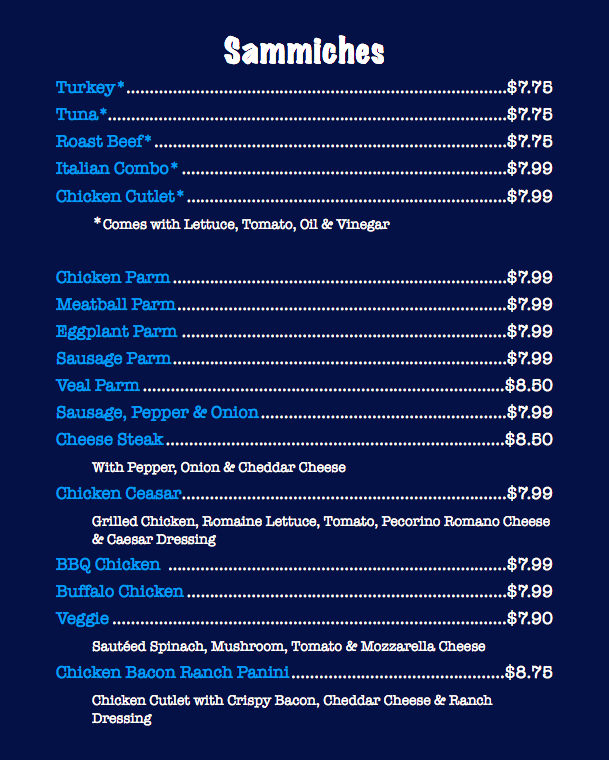 Sammiches
Turkey*..............................................................................$7.75
Tuna*..................................................................................$7.75
Roast Beef*........................................................................$7.75
Italian Combo*...................................................................$7.99
Chicken Cutlet*..................................................................$7.99
*Comes with Lettuce, Tomato, Oil & Vinegar
Chicken Parm.....................................................................$7.99
Meatball Parm....................................................................$7.99
Eggplant Parm...................................................................$7.99
Sausage Parm.....................................................................$7.99
Veal Parm...........................................................................$8.50
Sausage, Pepper & Onion...................................................$7.99
Cheese Steak......................................................................$8.50
With Pepper, Onion & Cheddar Cheese
Chicken Ceasar...................................................................$7.99
Grilled Chicken, Romaine Lettuce, Tomato, Pecorino Romano Cheese
& Caesar Dressing
BBQ Chicken ......................................................................$7.99
Buffalo Chicken..................................................................$7.99
Veggie.................................................................................$7.90
Sautéed Spinach, Mushroom, Tomato & Mozzarella Cheese
Chicken Bacon Ranch Panini.............................................$8.75
Chicken Cutlet with Crispy Bacon, Cheddar Cheese & Ranch
Dressing